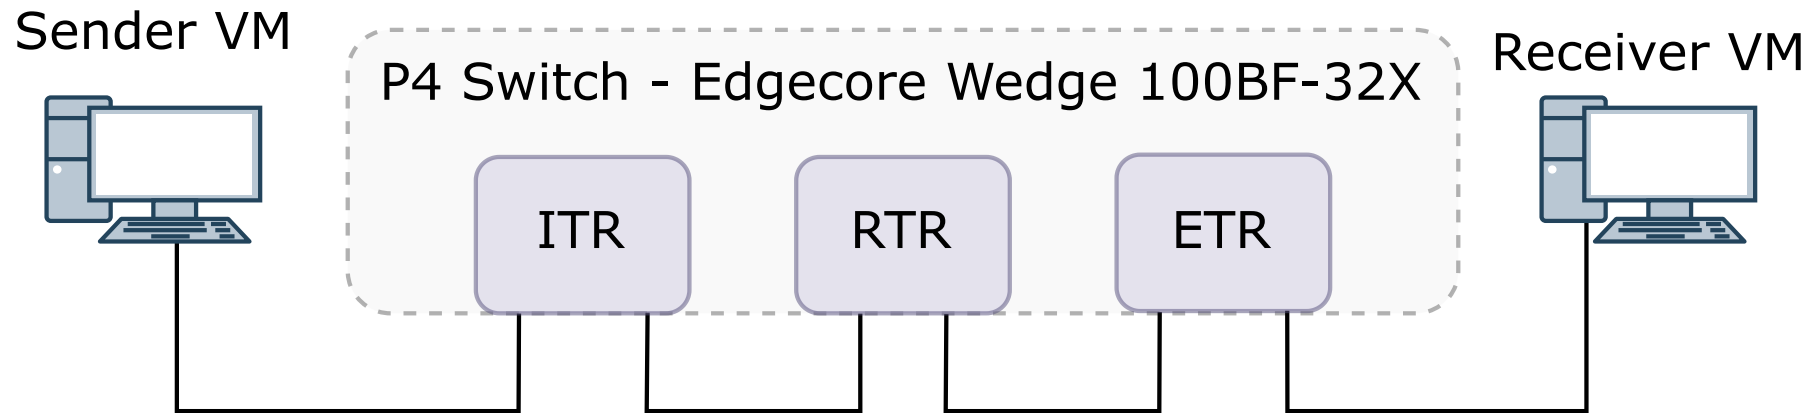 Sender VM
P4 Switch - Edgecore Wedge 100BF-32X
Receiver VM
ITR
RTR
ETR